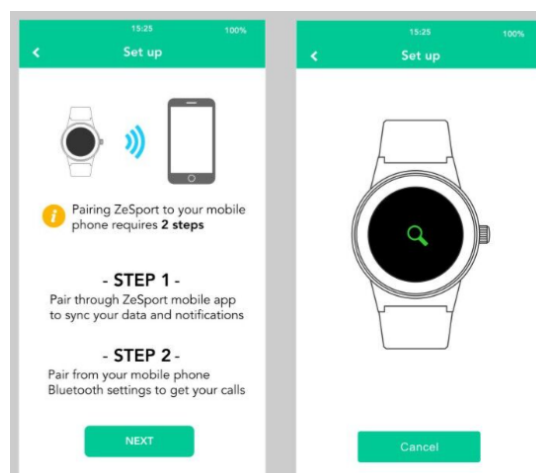 15:25 100%
Set up
Pairing ZeSport to your mobile
phone requires 2 steps
- STEP 1 -
Pair through ZeSport mobile app
to sync your data and notifications
- STEP 2 -
Pair from your mobile phone
Bluetooth settings to get your calls
NEXT
15:25 100%
Set up
Cancel